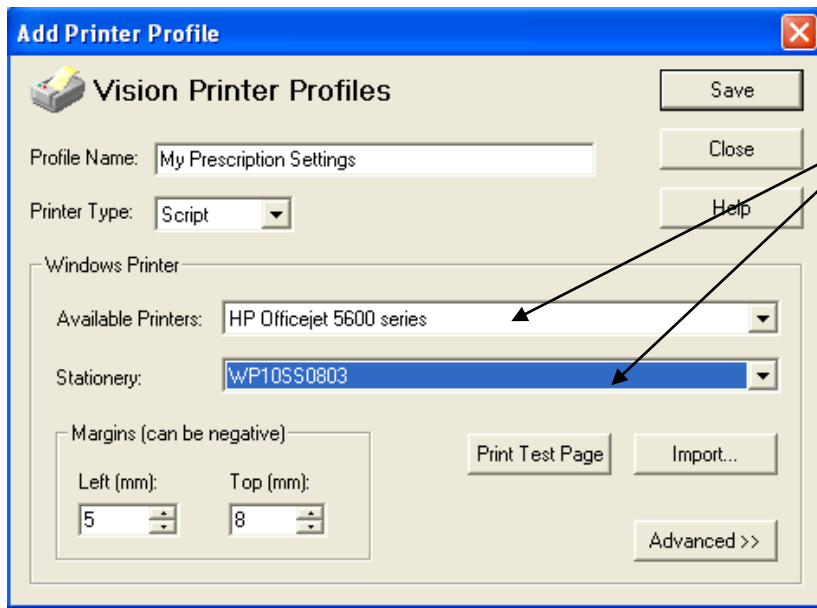 Add Printer Profile
Vision Printer Profiles
Save
Profile Name: My Prescription Settings
Close
Printer Type: Script
Help
Windows Printer
Available Printers: HP Officejet 5600 series
Stationery: WP10SS0803
Margins (can be negative)
Left (mm): Top (mm):
5 8
Print Test Page
Import...
Advanced >>